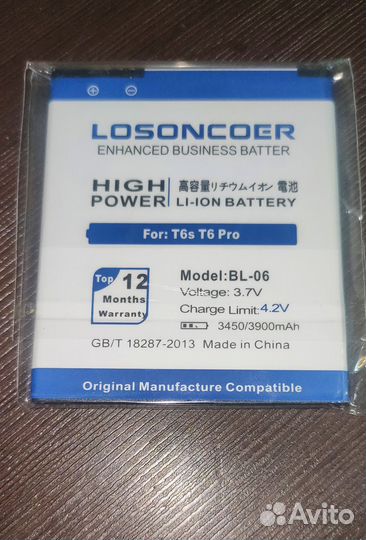 LOSONCOER
ENHANCED BUSINESS BATTER
HIGH POWER
高容量リチウムイオン 電池
LI-ION BATTERY
For: T6s T6 Pro
Top 12 Months Warranty
Model:BL-06
Voltage: 3.7V
Charge Limit:4.2V
3450/3900mAh
GB/T 18287-2013 Made in China
Original Manufacture Compatible
Avito